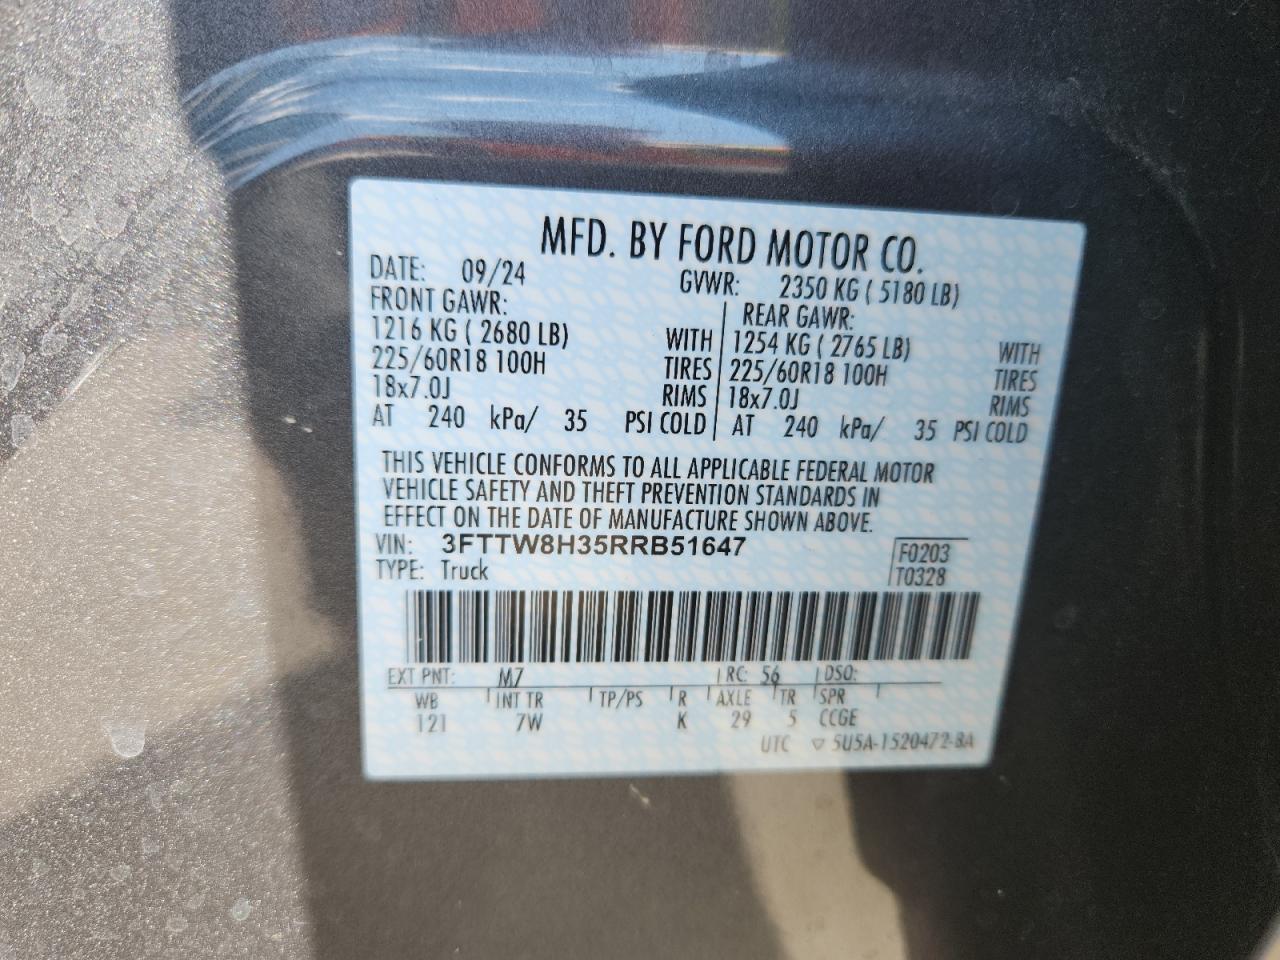 MFD. BY FORD MOTOR CO.
DATE: 09/24 GVWR: 2350 KG ( 5180 LB)
FRONT GAWR: REAR GAWR:
1216 KG ( 2680 LB) WITH 1254 KG ( 2765 LB) WITH
225/60R18 100H TIRES 225/60R18 100H TIRES
18x7.0J RIMS 18x7.0J RIMS
AT 240 kPa/ 35 PSI COLD AT 240 kPa/ 35 PSI COLD
THIS VEHICLE CONFORMS TO ALL APPLICABLE FEDERAL MOTOR
VEHICLE SAFETY AND THEFT PREVENTION STANDARDS IN
EFFECT ON THE DATE OF MANUFACTURE SHOWN ABOVE.
VIN: 3FTTW8H35RRB51647 F0203
TYPE: Truck T0328
EXT PNT: M7 RC: 56 DSO:
WB INT TR TP/PS R AXLE TR SPR
121 7W K 29 5 CCGE
UTC ▽ 5U5A-1520472-BA